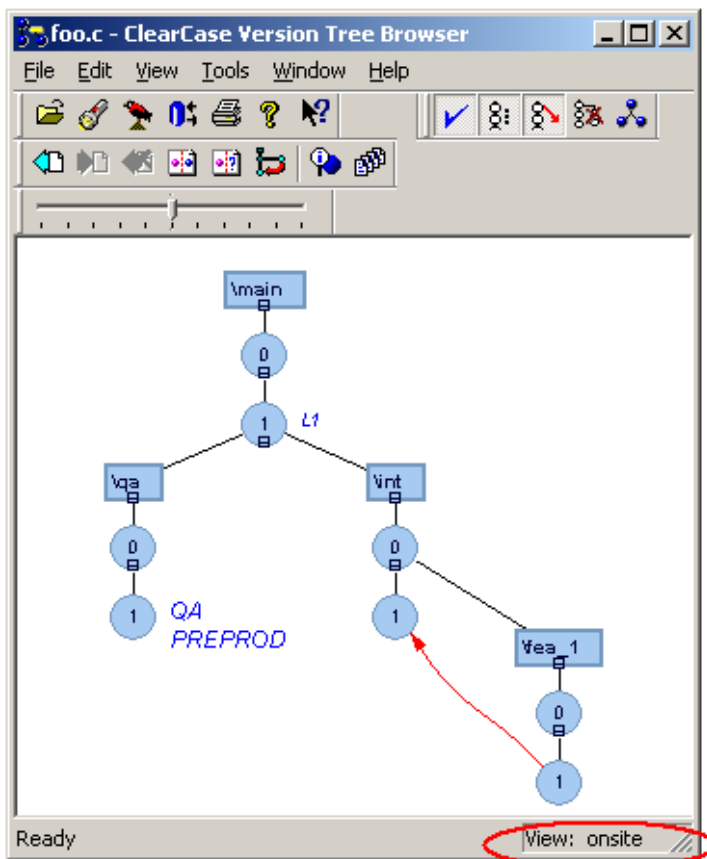 foo.c - ClearCase Version Tree Browser
File Edit View Tools Window Help
\main
0
1 L1
\qa \int
0 0
1 QA 1
PREPROD
\fea_1
0
1
Ready View: onsite